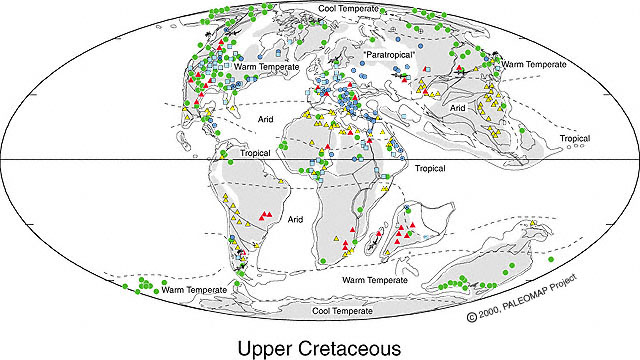 Cool Temperate
Warm Temperate
"Paratropical"
Warm Temperate
Arid
Arid
Tropical
Tropical
Tropical
Arid
Warm Temperate
Warm Temperate
Cool Temperate
© 2000, PALEOMAP Project
Upper Cretaceous